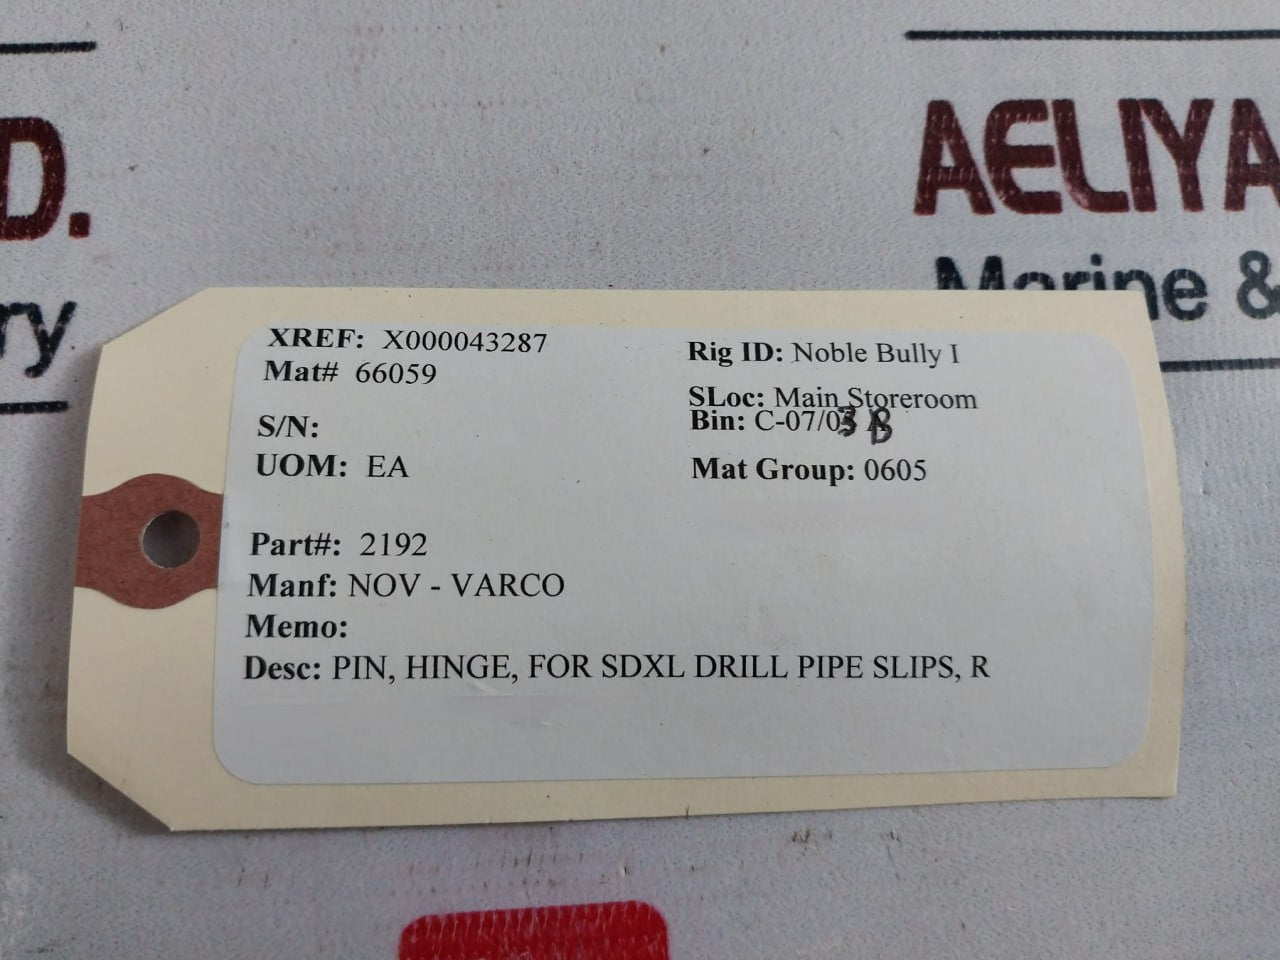 D.
ry
AELIYA
Marine &
XREF: X000043287
Mat# 66059
S/N:
UOM: EA
Rig ID: Noble Bully I
SLoc: Main Storeroom
Bin: C-07/03 B
Mat Group: 0605
Part#: 2192
Manf: NOV - VARCO
Memo:
Desc: PIN, HINGE, FOR SDXL DRILL PIPE SLIPS, R